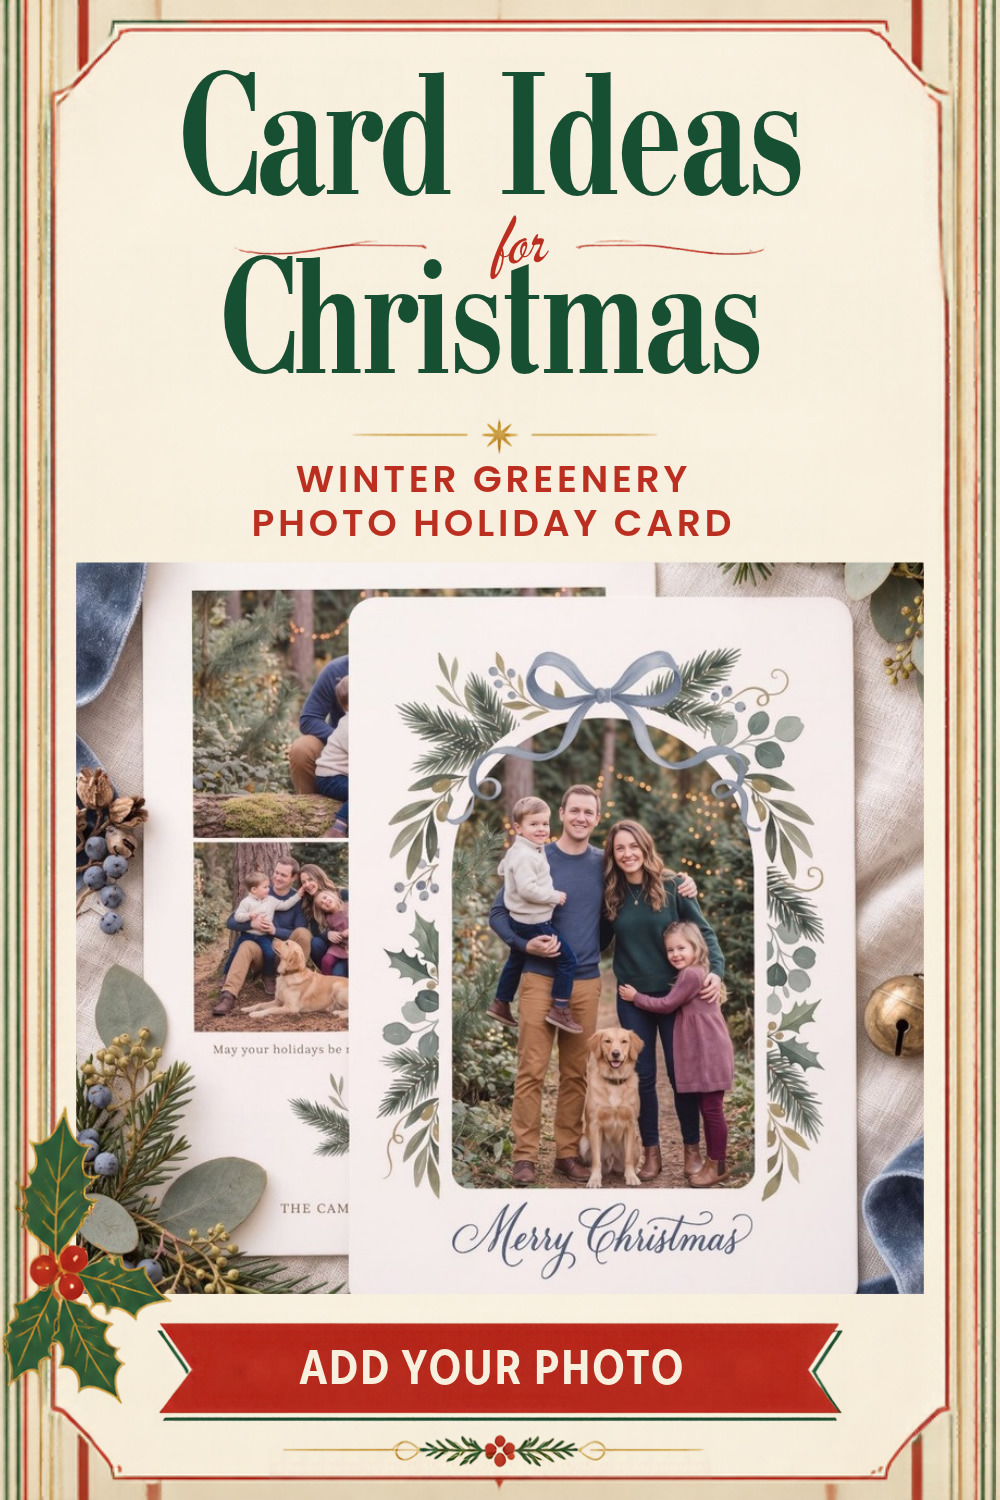 Card Ideas
for
Christmas
WINTER GREENERY
PHOTO HOLIDAY CARD
May your holidays be
THE CAM
Merry Christmas
ADD YOUR PHOTO